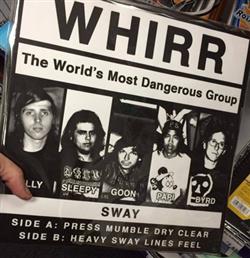 WHIRR
The World's Most Dangerous Group
LLY SLEEPY GOON PAPI BYRD
SWAY
SIDE A: PRESS MUMBLE DRY CLEAR
SIDE B: HEAVY SWAY LINES FEEL